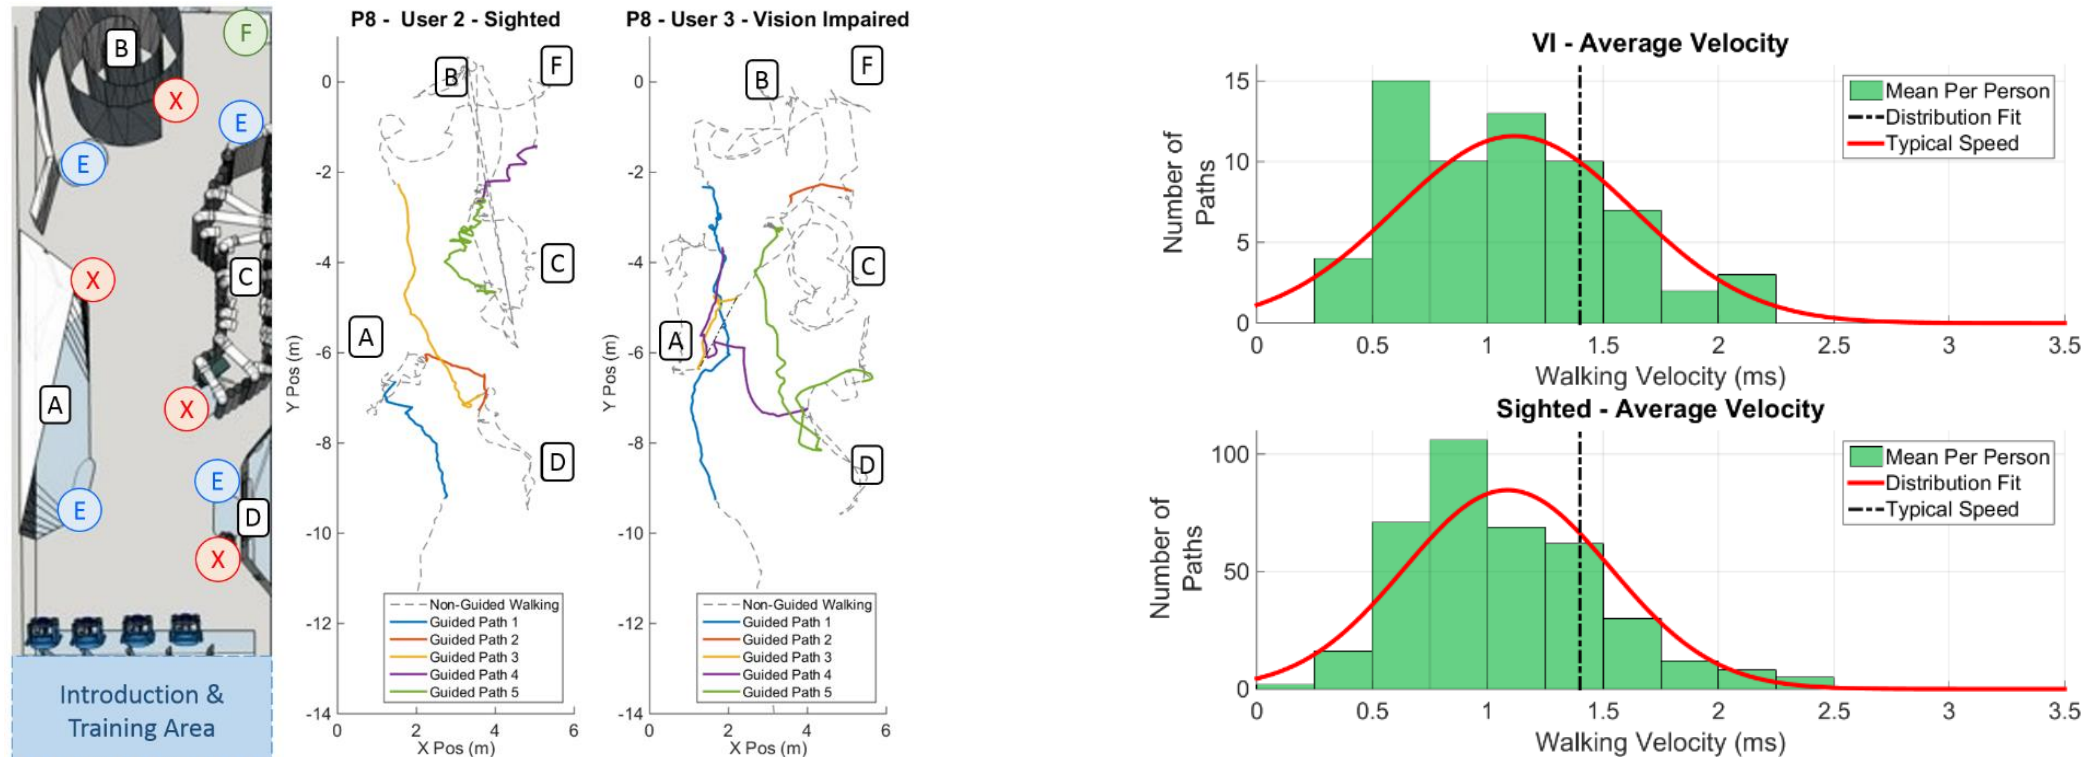 B
F
X
E
E
X
C
A
X
E
E
D
X
Introduction &
Training Area
P8 - User 2 - Sighted
B
F
C
A
D
0
-2
-4
-6
-8
-10
-12
-14
Y Pos (m)
Non-Guided Walking
Guided Path 1
Guided Path 2
Guided Path 3
Guided Path 4
Guided Path 5
0 2 4 6
X Pos (m)
P8 - User 3 - Vision Impaired
B
F
C
A
D
0
-2
-4
-6
-8
-10
-12
-14
Y Pos (m)
Non-Guided Walking
Guided Path 1
Guided Path 2
Guided Path 3
Guided Path 4
Guided Path 5
0 2 4 6
X Pos (m)
VI - Average Velocity
15
10
5
0
Number of
Paths
Mean Per Person
Distribution Fit
Typical Speed
0 0.5 1 1.5 2 2.5 3 3.5
Walking Velocity (ms)
Sighted - Average Velocity
100
50
0
Number of
Paths
Mean Per Person
Distribution Fit
Typical Speed
0 0.5 1 1.5 2 2.5 3 3.5
Walking Velocity (ms)